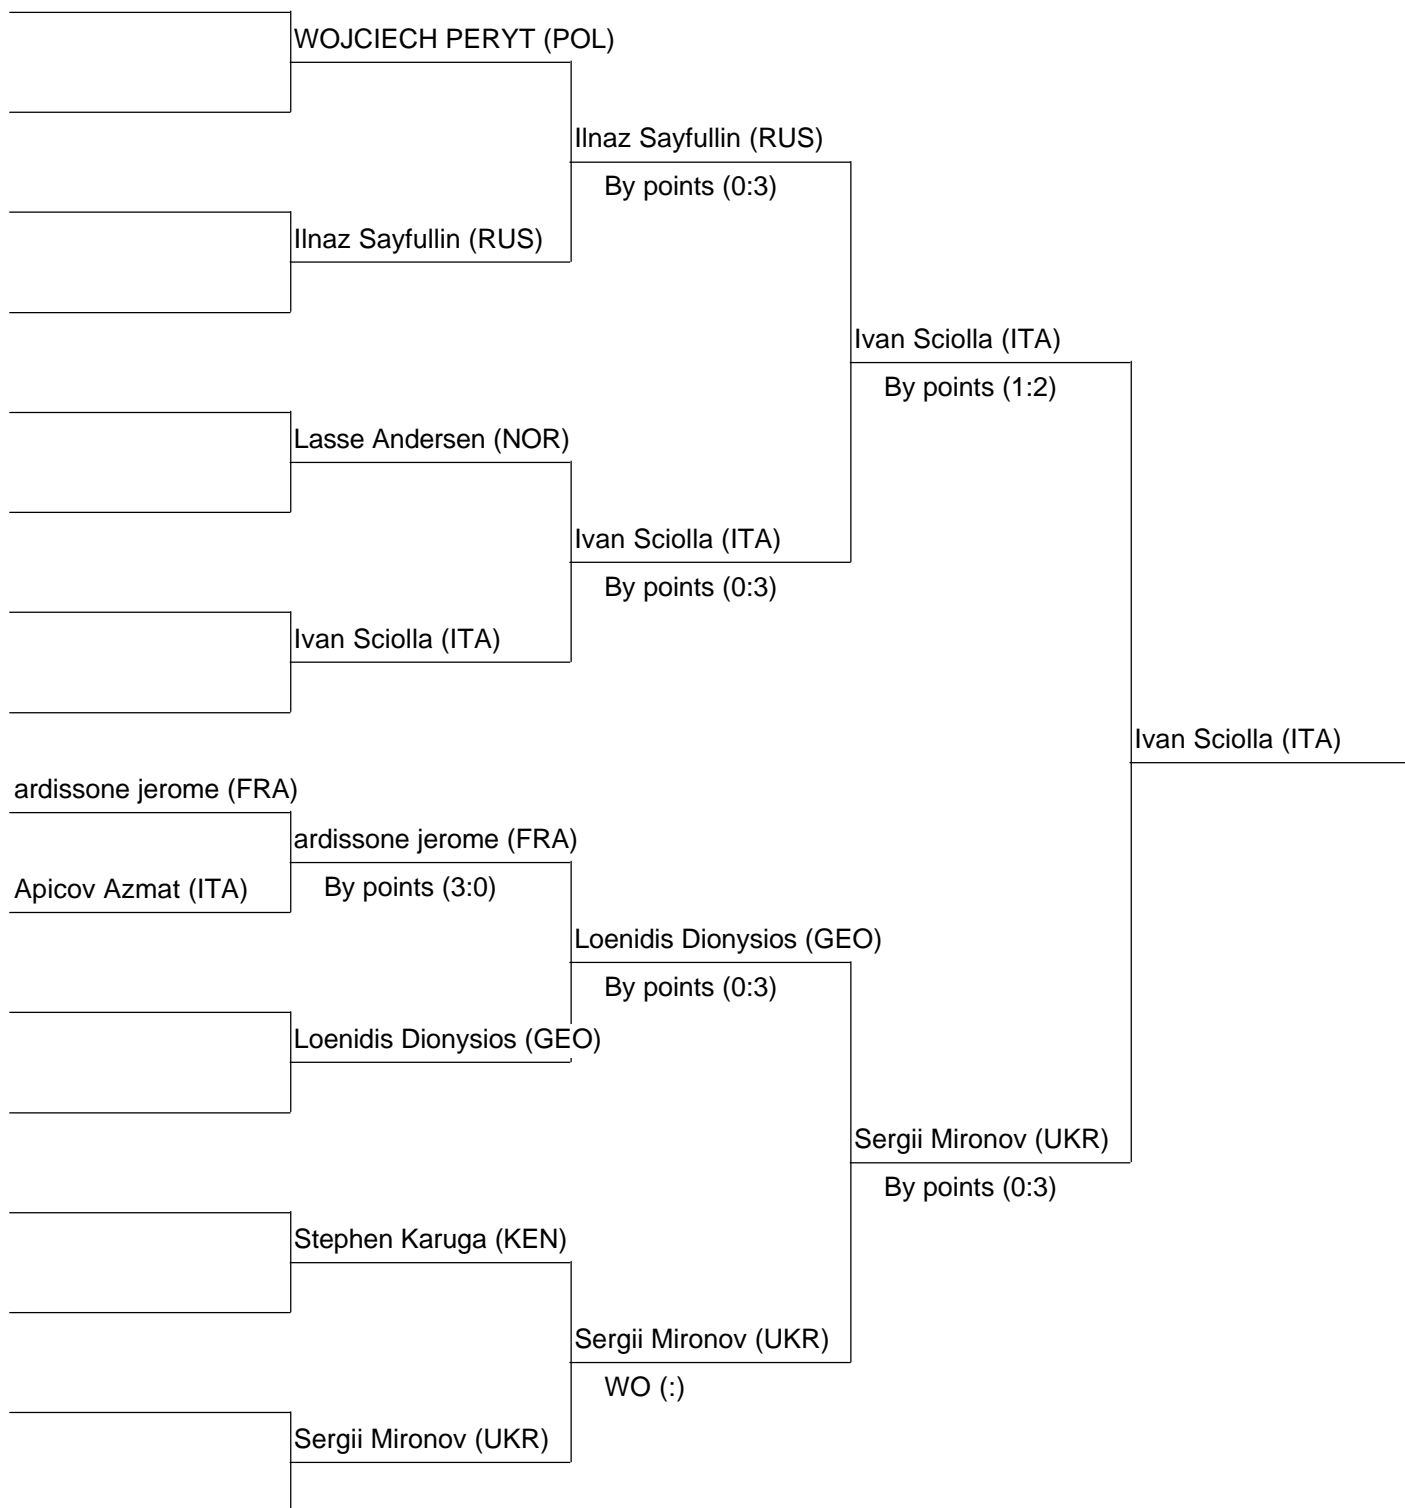 WOJCIECH PERYT (POL)
Ilnaz Sayfullin (RUS)
By points (0:3)
Ilnaz Sayfullin (RUS)
Ivan Sciolla (ITA)
By points (1:2)
Lasse Andersen (NOR)
Ivan Sciolla (ITA)
By points (0:3)
Ivan Sciolla (ITA)
Ivan Sciolla (ITA)
ardissone jerome (FRA)
ardissone jerome (FRA)
Apicov Azmat (ITA)
By points (3:0)
Loenidis Dionysios (GEO)
By points (0:3)
Loenidis Dionysios (GEO)
Sergii Mironov (UKR)
By points (0:3)
Stephen Karuga (KEN)
Sergii Mironov (UKR)
WO (:)
Sergii Mironov (UKR)